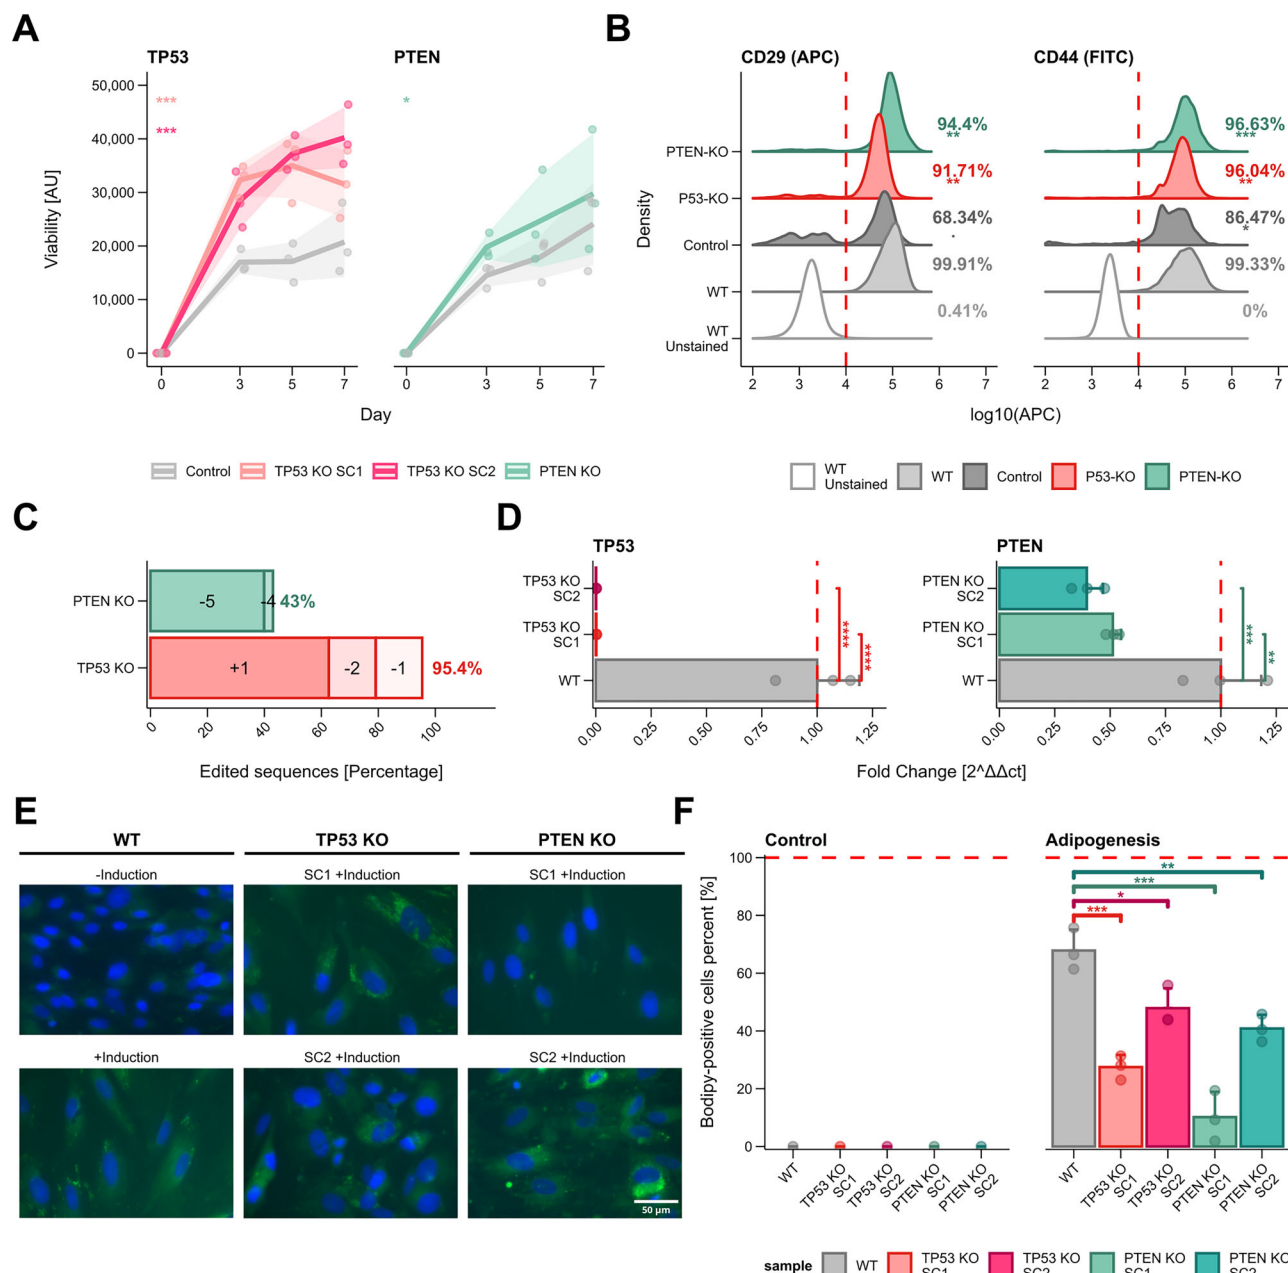 A
TP53
PTEN
Viability [AU]
50,000
40,000
30,000
20,000
10,000
0
***
***
*
0 3 5 7
0 3 5 7
Day
Control TP53 KO SC1 TP53 KO SC2 PTEN KO
B
CD29 (APC)
CD44 (FITC)
Density
PTEN-KO
P53-KO
Control
WT
WT
Unstained
94.4%
**
91.71%
**
68.34%
.
99.91%
0.41%
96.63%
***
96.04%
**
86.47%
*
99.33%
0%
2 3 4 5 6 7
2 3 4 5 6 7
log10(APC)
WT
Unstained
WT
Control
P53-KO
PTEN-KO
C
PTEN KO
-5 -4 43%
TP53 KO
+1 -2 -1 95.4%
0 20 40 60 80 100
Edited sequences [Percentage]
D
TP53
TP53 KO
SC2
TP53 KO
SC1
WT
****
****
0.00 0.25 0.50 0.75 1.00 1.25
PTEN
PTEN KO
SC2
PTEN KO
SC1
WT
***
**
0.00 0.25 0.50 0.75 1.00 1.25
Fold Change [2^ΔΔct]
E
WT
TP53 KO
PTEN KO
-Induction
SC1 +Induction
SC1 +Induction
+Induction
SC2 +Induction
SC2 +Induction
50 µm
F
Control
Adipogenesis
Bodipy-positive cells percent [%]
100
80
60
40
20
0
**
***
*
***
WT
TP53 KO
SC1
TP53 KO
SC2
PTEN KO
SC1
PTEN KO
SC2
WT
TP53 KO
SC1
TP53 KO
SC2
PTEN KO
SC1
PTEN KO
SC2
sample
WT
TP53 KO
SC1
TP53 KO
SC2
PTEN KO
SC1
PTEN KO
SC2